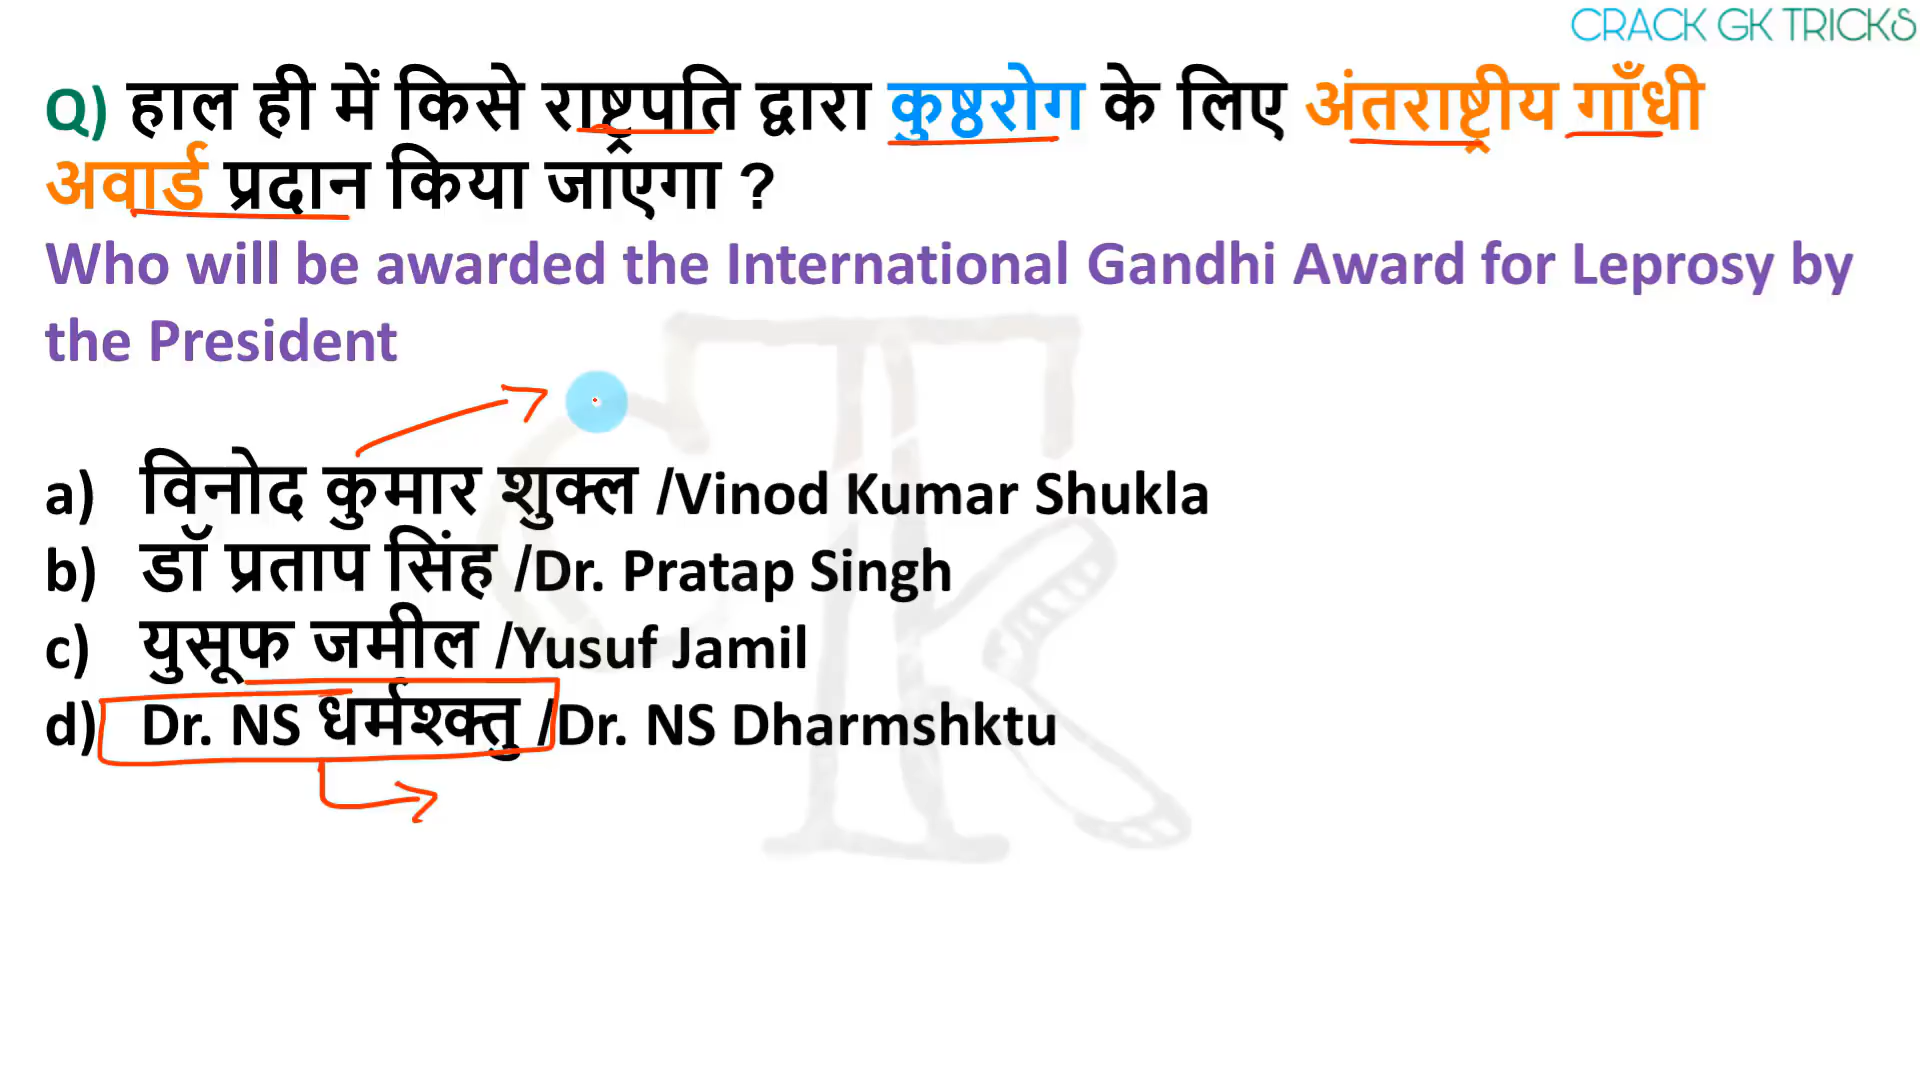 CRACK GK TRICKS
Q) हाल ही में किसे राष्ट्रपति द्वारा कुष्ठरोग के लिए अंतराष्ट्रीय गाँधी
अवार्ड प्रदान किया जाएगा ?
Who will be awarded the International Gandhi Award for Leprosy by
the President
a) विनोद कुमार शुक्ल /Vinod Kumar Shukla
b) डॉ प्रताप सिंह /Dr. Pratap Singh
c) युसूफ जमील /Yusuf Jamil
d) Dr. NS धर्मश्क्तु /Dr. NS Dharmshktu